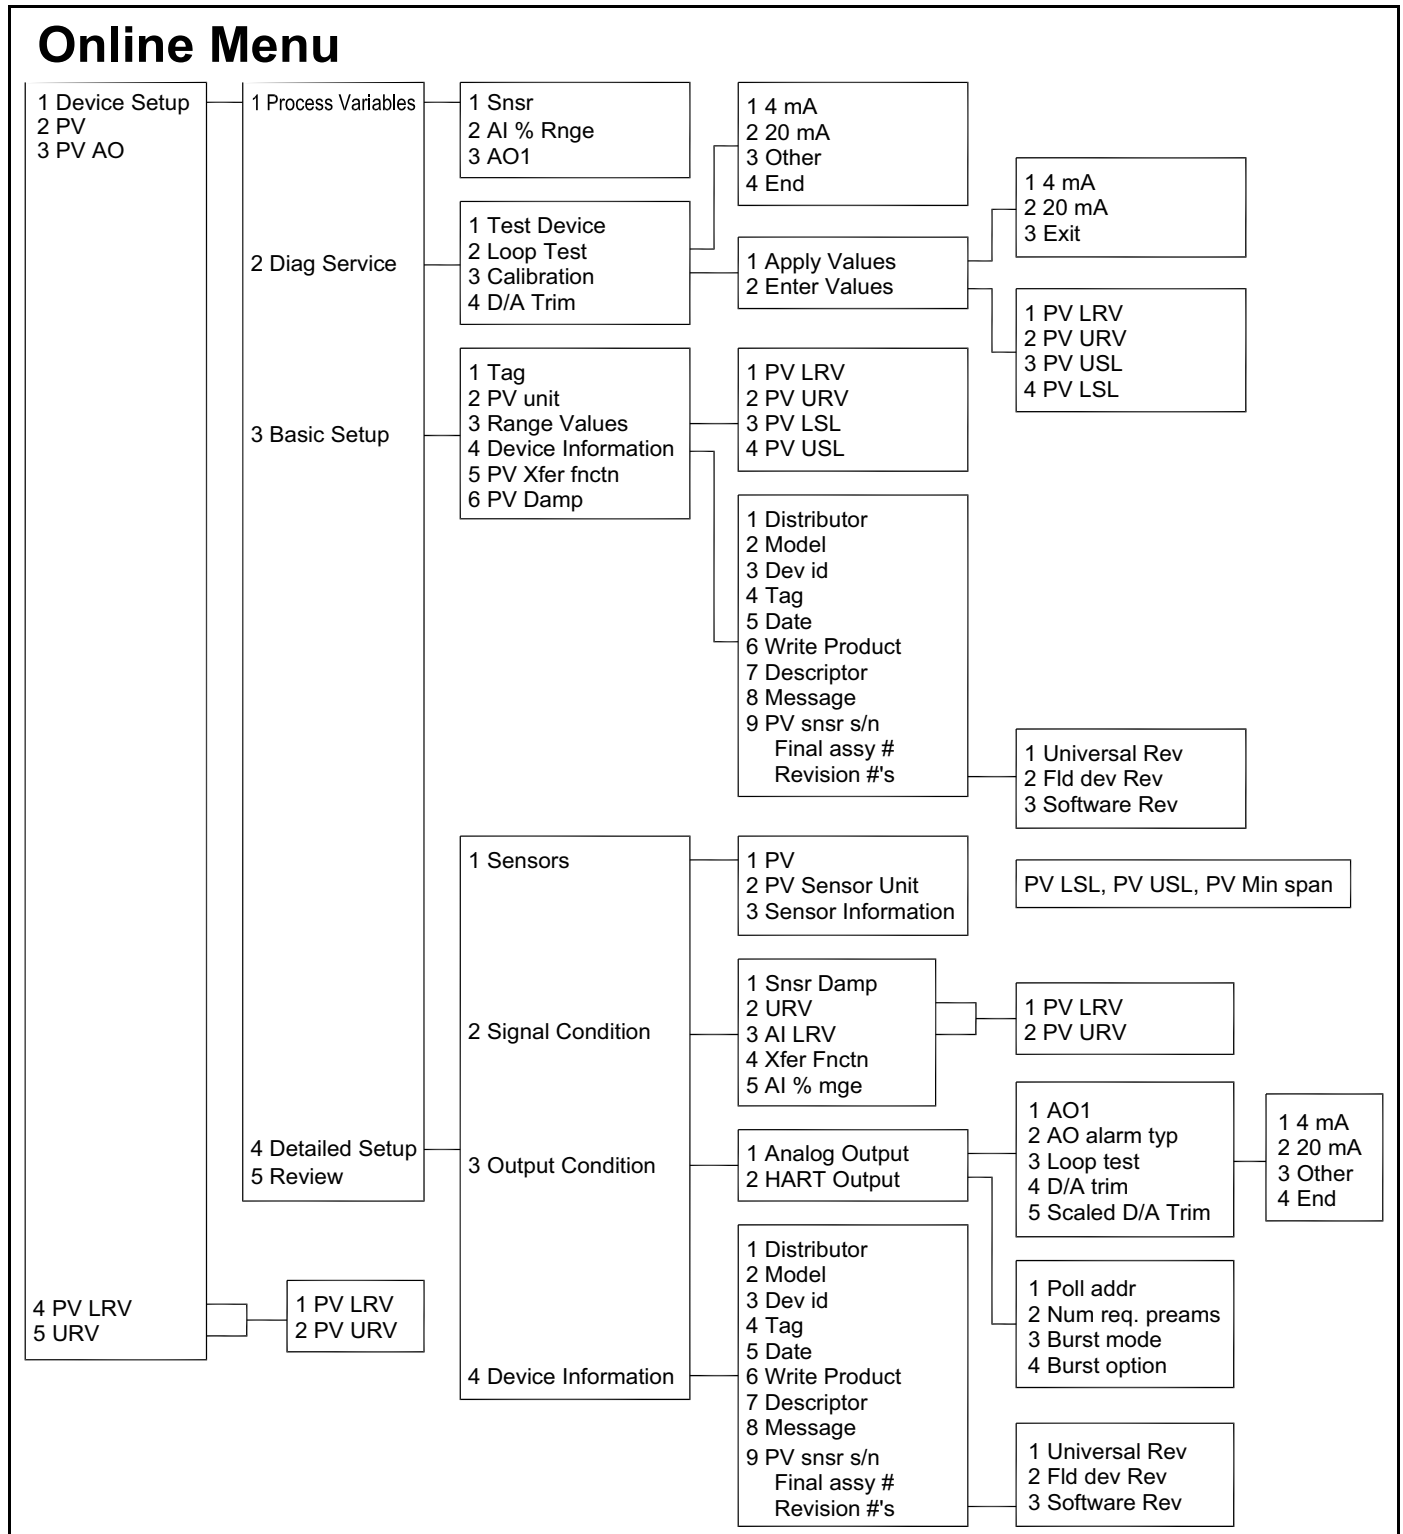 Online Menu
1 Device Setup
2 PV
3 PV AO
4 PV LRV
5 URV
1 PV LRV
2 PV URV
1 Process Variables
2 Diag Service
3 Basic Setup
4 Detailed Setup
5 Review
1 Snsr
2 AI % Rnge
3 AO1
1 Test Device
2 Loop Test
3 Calibration
4 D/A Trim
1 4 mA
2 20 mA
3 Other
4 End
1 Apply Values
2 Enter Values
1 4 mA
2 20 mA
3 Exit
1 PV LRV
2 PV URV
3 PV USL
4 PV LSL
1 Tag
2 PV unit
3 Range Values
4 Device Information
5 PV Xfer fnctn
6 PV Damp
1 PV LRV
2 PV URV
3 PV LSL
4 PV USL
1 Distributor
2 Model
3 Dev id
4 Tag
5 Date
6 Write Product
7 Descriptor
8 Message
9 PV snsr s/n
Final assy #
Revision #'s
1 Universal Rev
2 Fld dev Rev
3 Software Rev
1 Sensors
2 Signal Condition
3 Output Condition
4 Device Information
1 PV
2 PV Sensor Unit
3 Sensor Information
PV LSL, PV USL, PV Min span
1 Snsr Damp
2 URV
3 AI LRV
4 Xfer Fnctn
5 AI % mge
1 PV LRV
2 PV URV
1 Analog Output
2 HART Output
1 AO1
2 AO alarm typ
3 Loop test
4 D/A trim
5 Scaled D/A Trim
1 4 mA
2 20 mA
3 Other
4 End
1 Poll addr
2 Num req. preams
3 Burst mode
4 Burst option
1 Distributor
2 Model
3 Dev id
4 Tag
5 Date
6 Write Product
7 Descriptor
8 Message
9 PV snsr s/n
Final assy #
Revision #'s
1 Universal Rev
2 Fld dev Rev
3 Software Rev